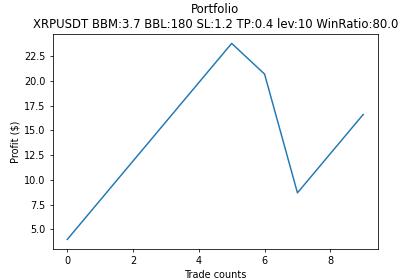 Portfolio
XRPUSDT BBM:3.7 BBL:180 SL:1.2 TP:0.4 lev:10 WinRatio:80.0
22.5
20.0
17.5
15.0
12.5
10.0
7.5
5.0
Profit ($)
0 2 4 6 8
Trade counts